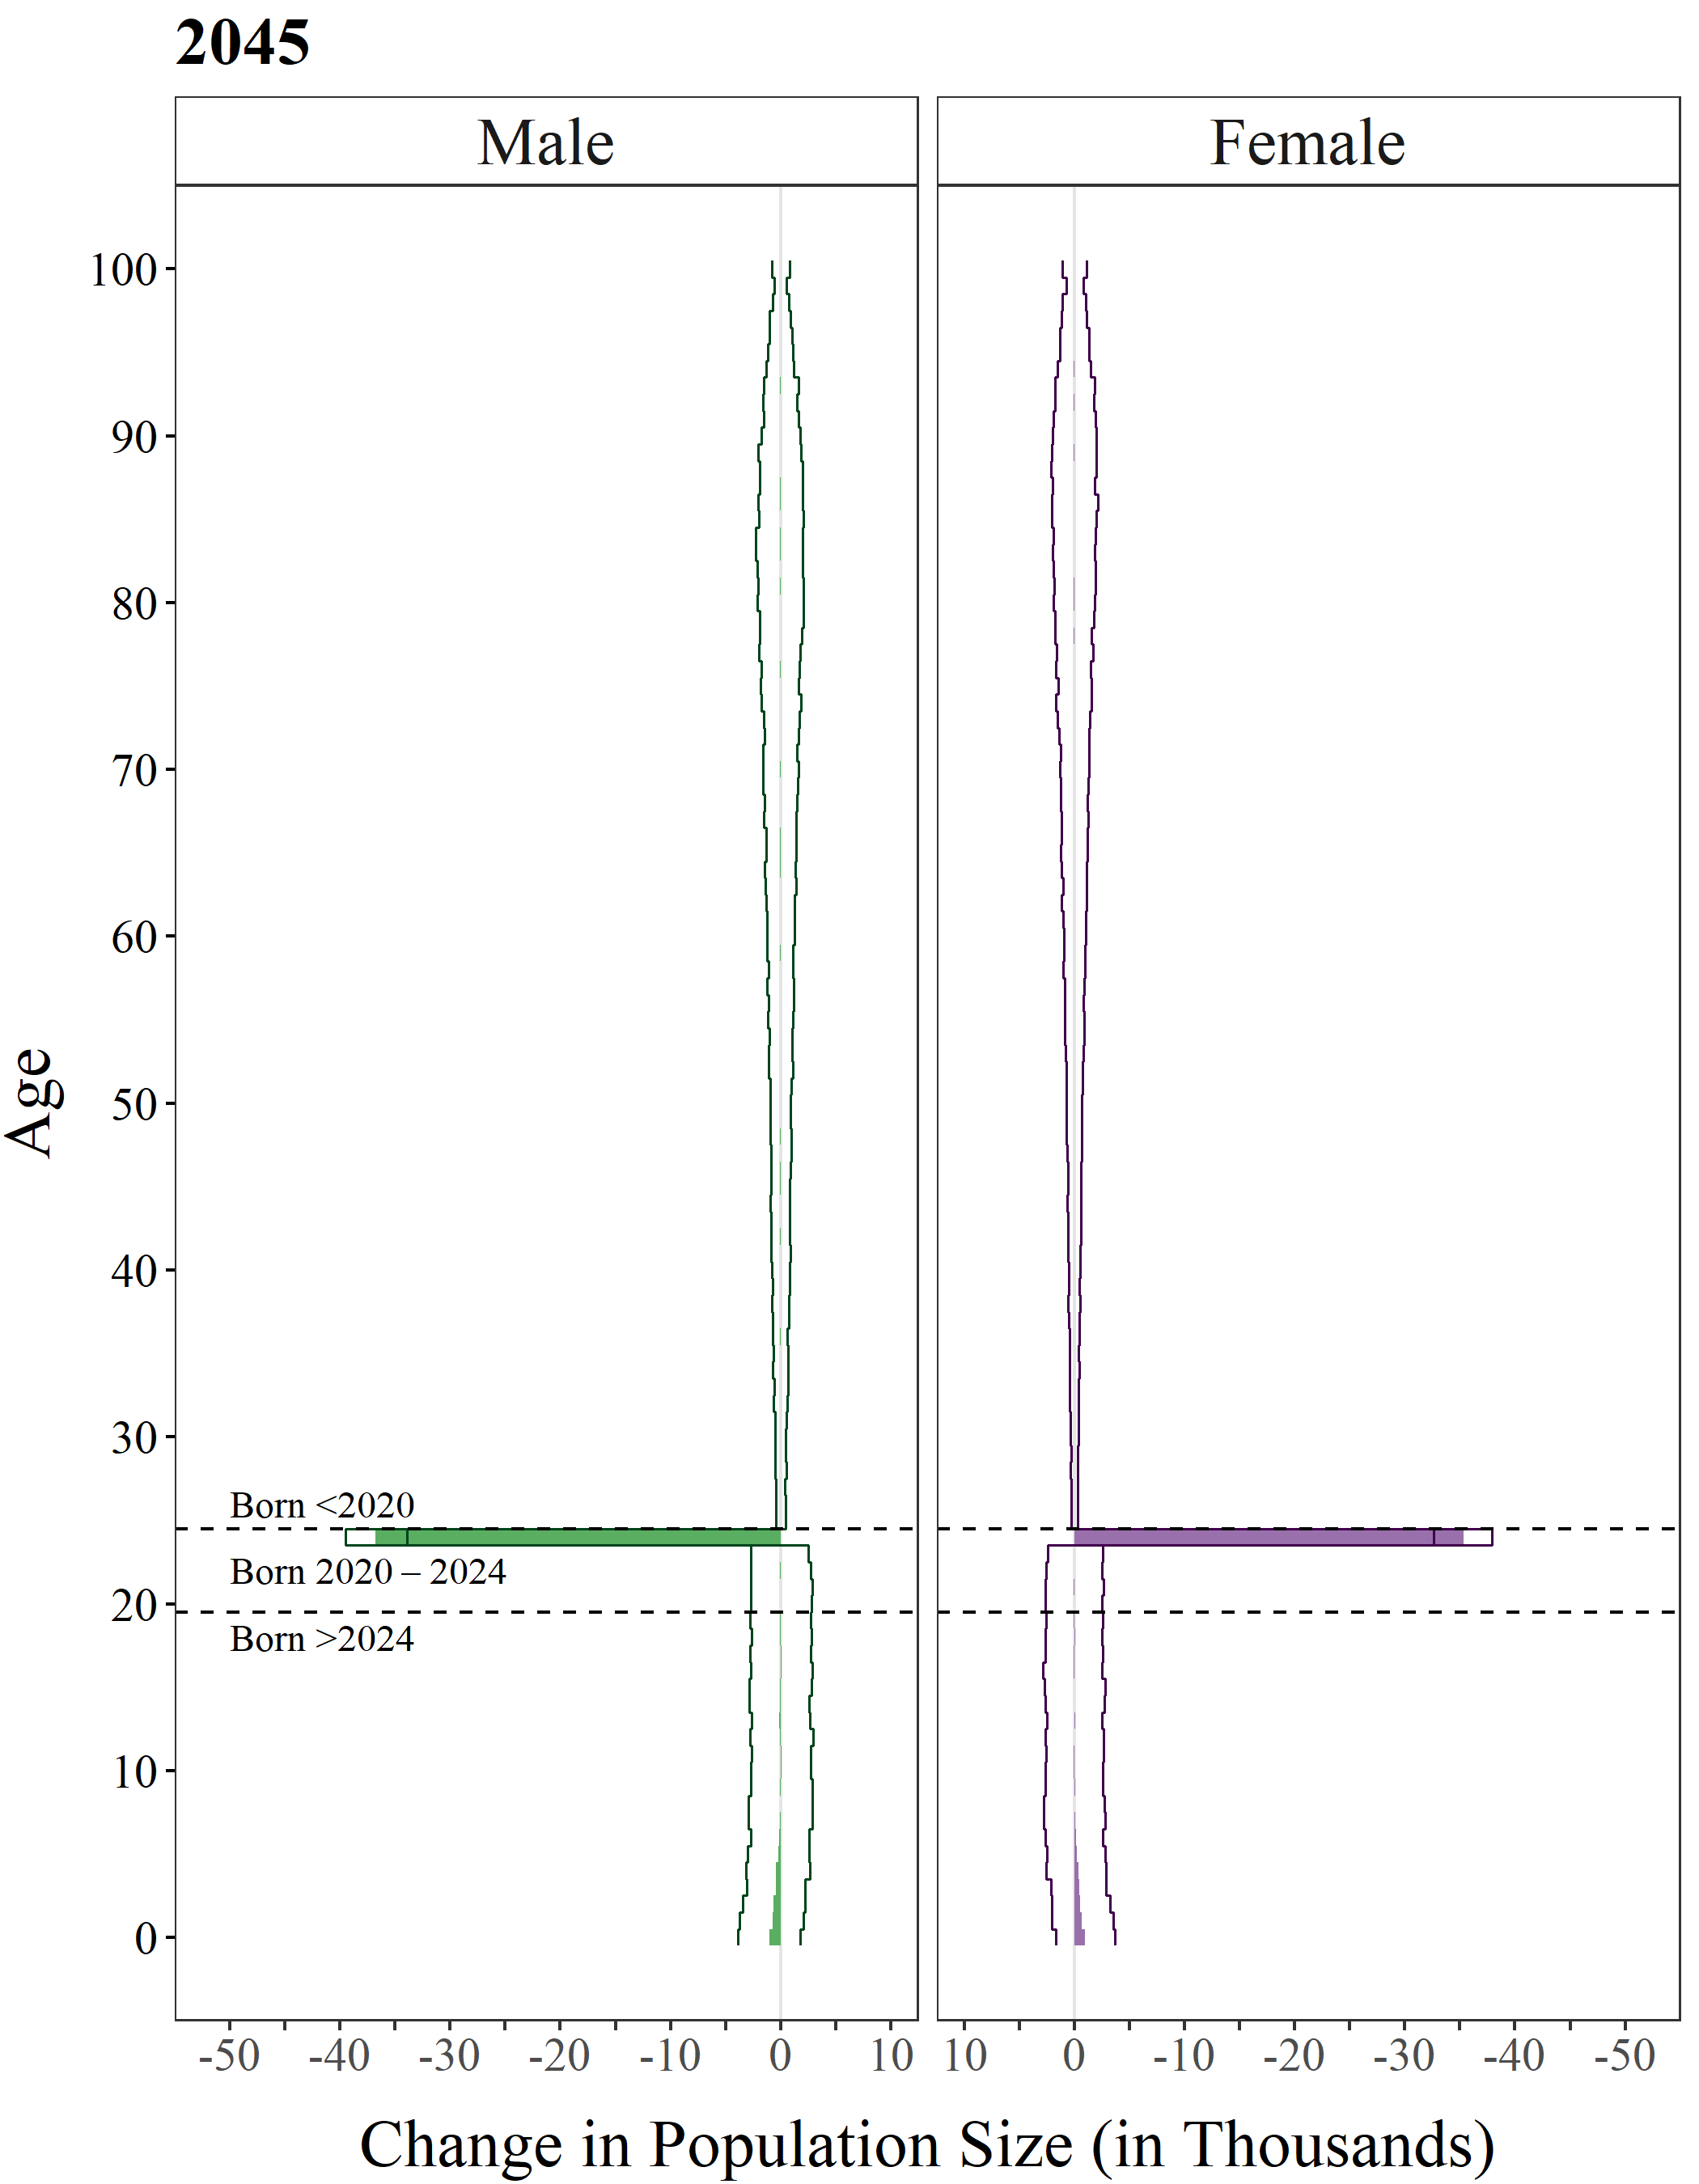 2045
Male Female
100
90
80
70
60
50
40
30
Born <2020
Born 2020 – 2024
20
Born >2024
10
0
Age
-50 -40 -30 -20 -10 0 10 10 0 -10 -20 -30 -40 -50
Change in Population Size (in Thousands)